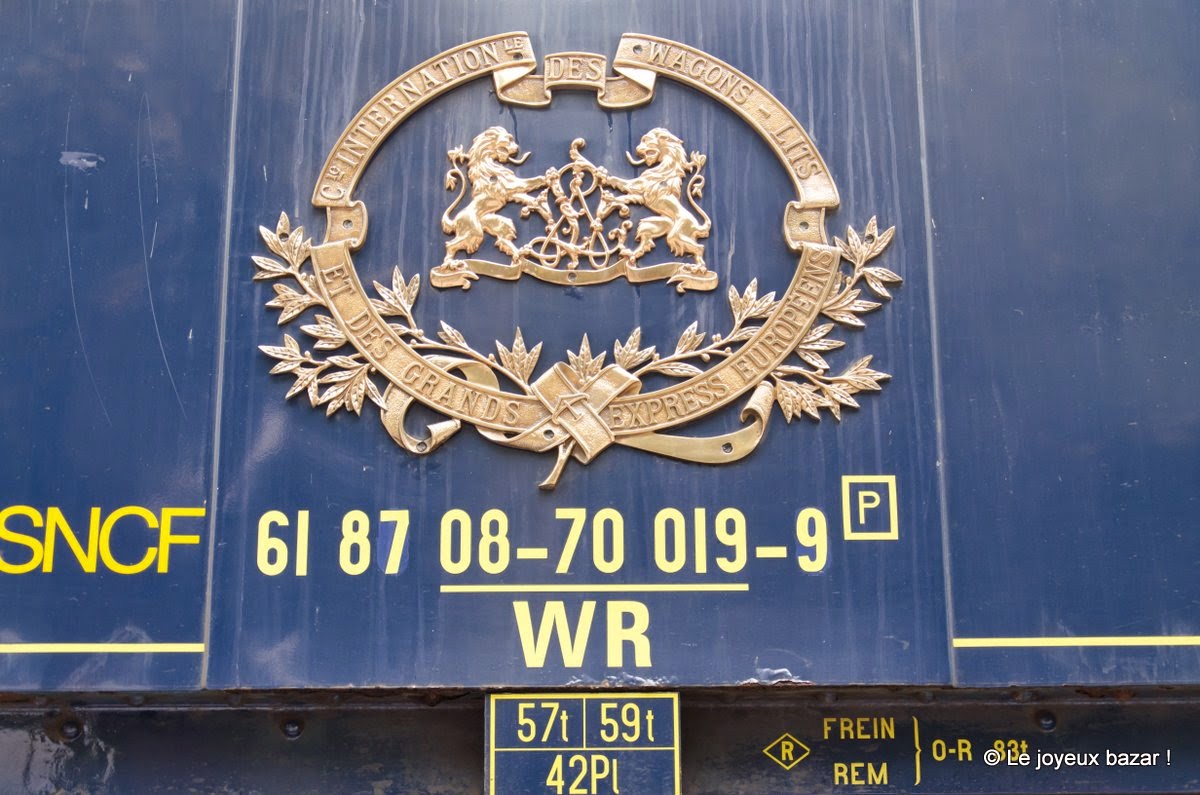 Cie INTERNATIONLE DES WAGONS-LITS
ET DES GRANDS EXPRESS EUROPÉENS
SNCF 61 87 08-70 019-9 P
WR
57t 59t
42Pl
R FREIN O-R 83t
REM
© Le joyeux bazar !